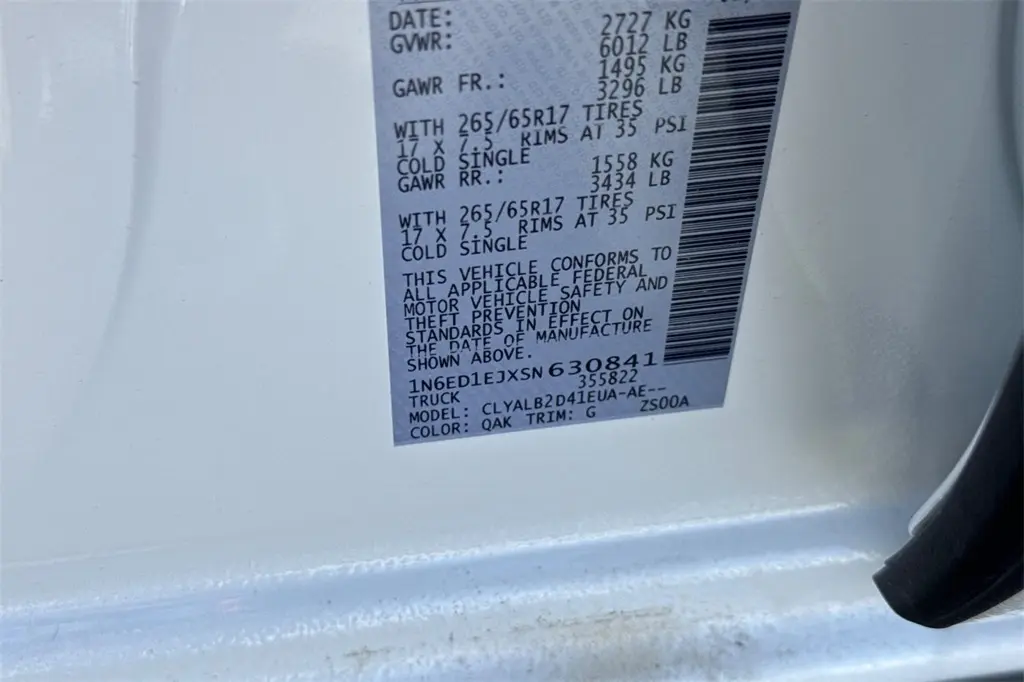 DATE: 2727 KG
GVWR: 6012 LB
1495 KG
GAWR FR.: 3296 LB
WITH 265/65R17 TIRES
17 X 7.5 RIMS AT 35 PSI
COLD SINGLE 1558 KG
GAWR RR.: 3434 LB
WITH 265/65R17 TIRES
17 X 7.5 RIMS AT 35 PSI
COLD SINGLE
THIS VEHICLE CONFORMS TO
ALL APPLICABLE FEDERAL
MOTOR VEHICLE SAFETY AND
THEFT PREVENTION
STANDARDS IN EFFECT ON
THE DATE OF MANUFACTURE
SHOWN ABOVE.
1N6ED1EJXSN630841
TRUCK 355822
MODEL: CLYALB2D41EUA-AE--
COLOR: QAK TRIM: G ZS00A